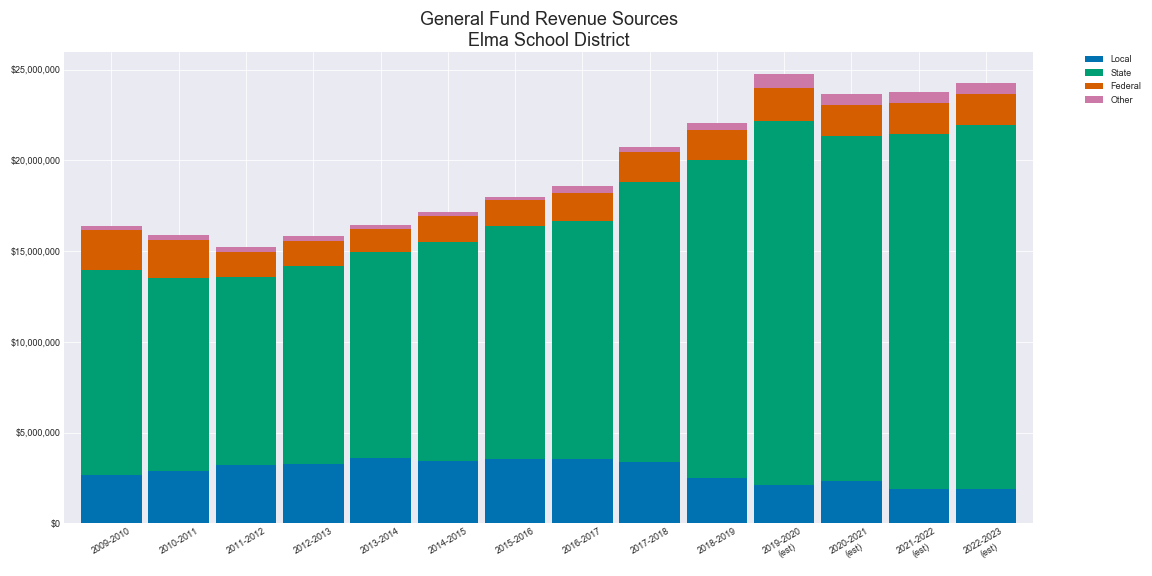 General Fund Revenue Sources
Elma School District
$25,000,000
$20,000,000
$15,000,000
$10,000,000
$5,000,000
$0
Local
State
Federal
Other
2009-2010
2010-2011
2011-2012
2012-2013
2013-2014
2014-2015
2015-2016
2016-2017
2017-2018
2018-2019
2019-2020
(est)
2020-2021
(est)
2021-2022
(est)
2022-2023
(est)